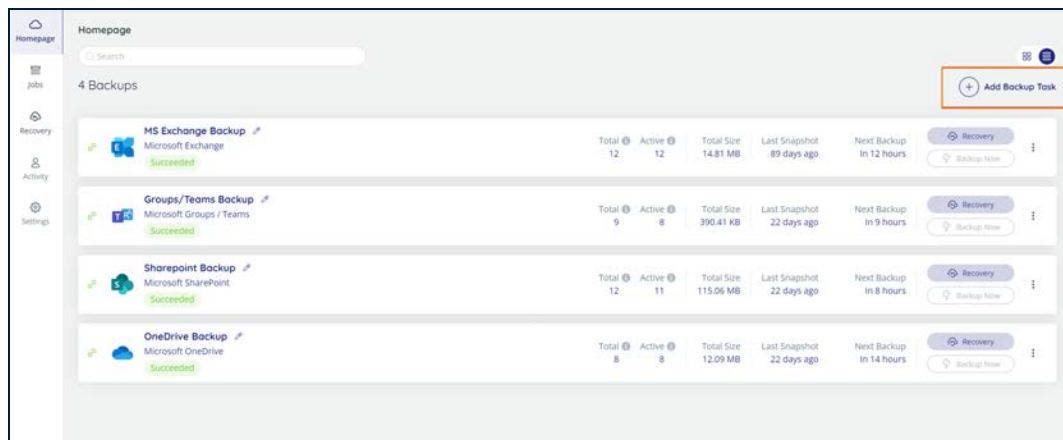 Homepage
Homepage
Search
Jobs
4 Backups
Add Backup Task
Recovery
Activity
Settings
MS Exchange Backup
Microsoft Exchange
Succeeded
Total Active Total Size Last Snapshot Next Backup
12 12 14.81 MB 89 days ago In 12 hours
Recovery
Backup Now
Groups/Teams Backup
Microsoft Groups / Teams
Succeeded
Total Active Total Size Last Snapshot Next Backup
9 8 390.41 KB 22 days ago In 9 hours
Recovery
Backup Now
Sharepoint Backup
Microsoft SharePoint
Succeeded
Total Active Total Size Last Snapshot Next Backup
12 11 115.06 MB 22 days ago In 8 hours
Recovery
Backup Now
OneDrive Backup
Microsoft OneDrive
Succeeded
Total Active Total Size Last Snapshot Next Backup
8 8 12.09 MB 22 days ago In 14 hours
Recovery
Backup Now